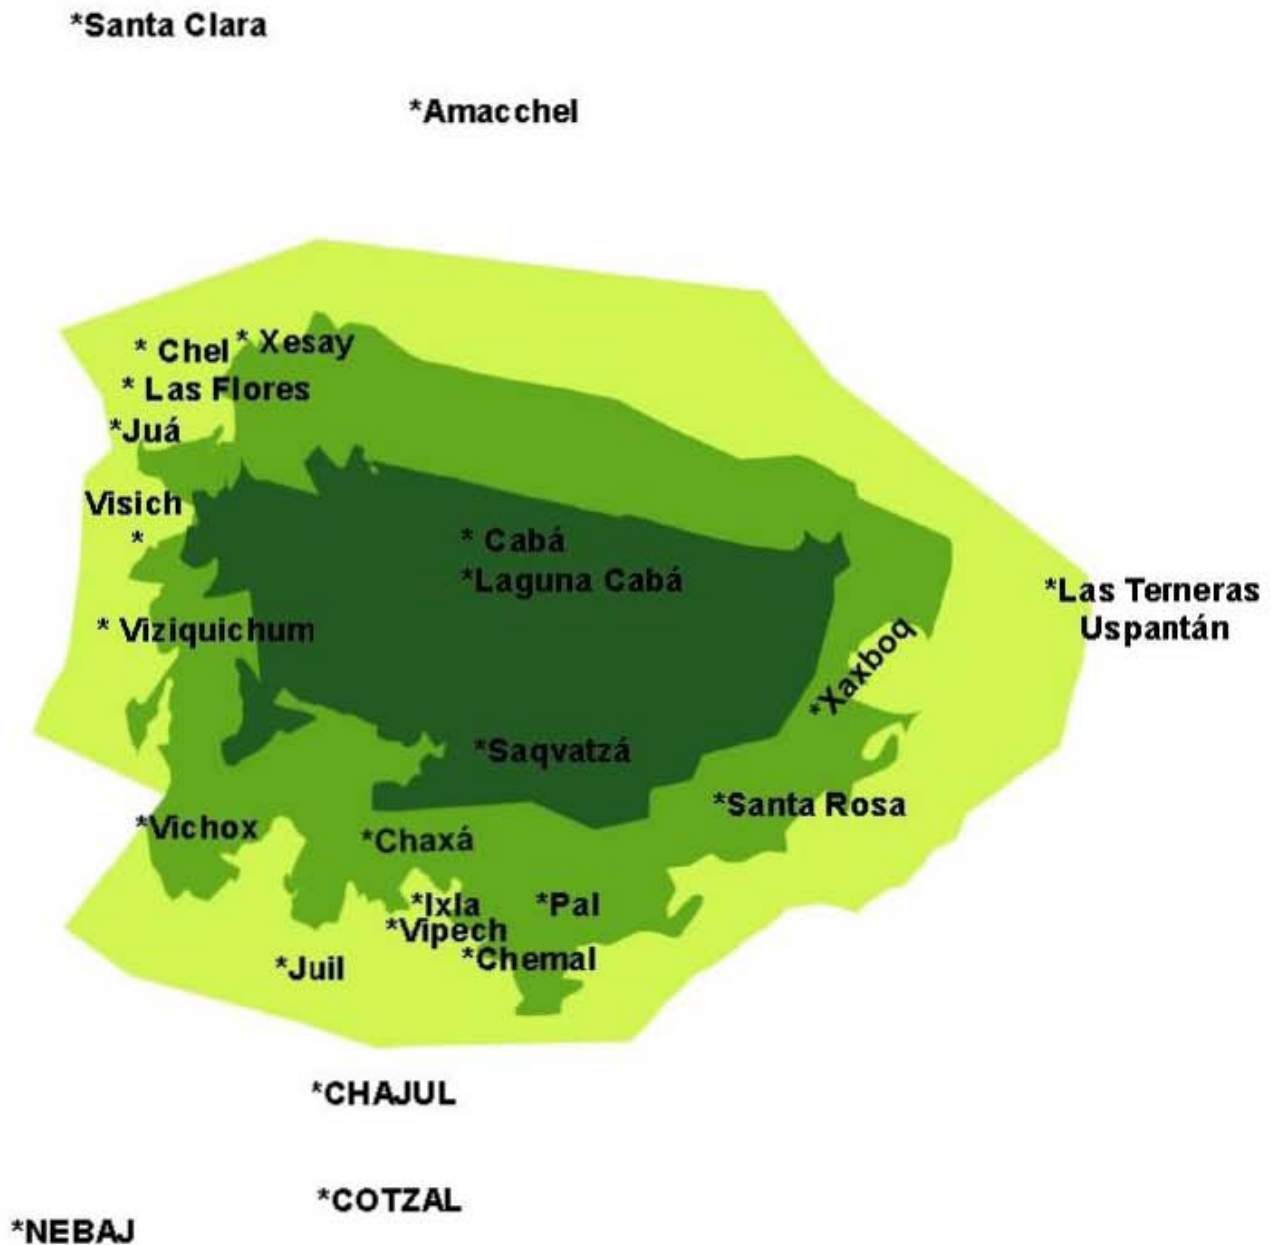 *Santa Clara
*Amacchel
* Chel
* Xesay
* Las Flores
*Juá
Visich
*
* Cabá
*Laguna Cabá
*Las Terneras
Uspantán
* Viziquichum
*Xaxboq
*Saqvatzá
*Santa Rosa
*Vichox
*Chaxá
*Ixla
*Pal
*Vipech
*Chemal
*Juil
*CHAJUL
*COTZAL
*NEBAJ